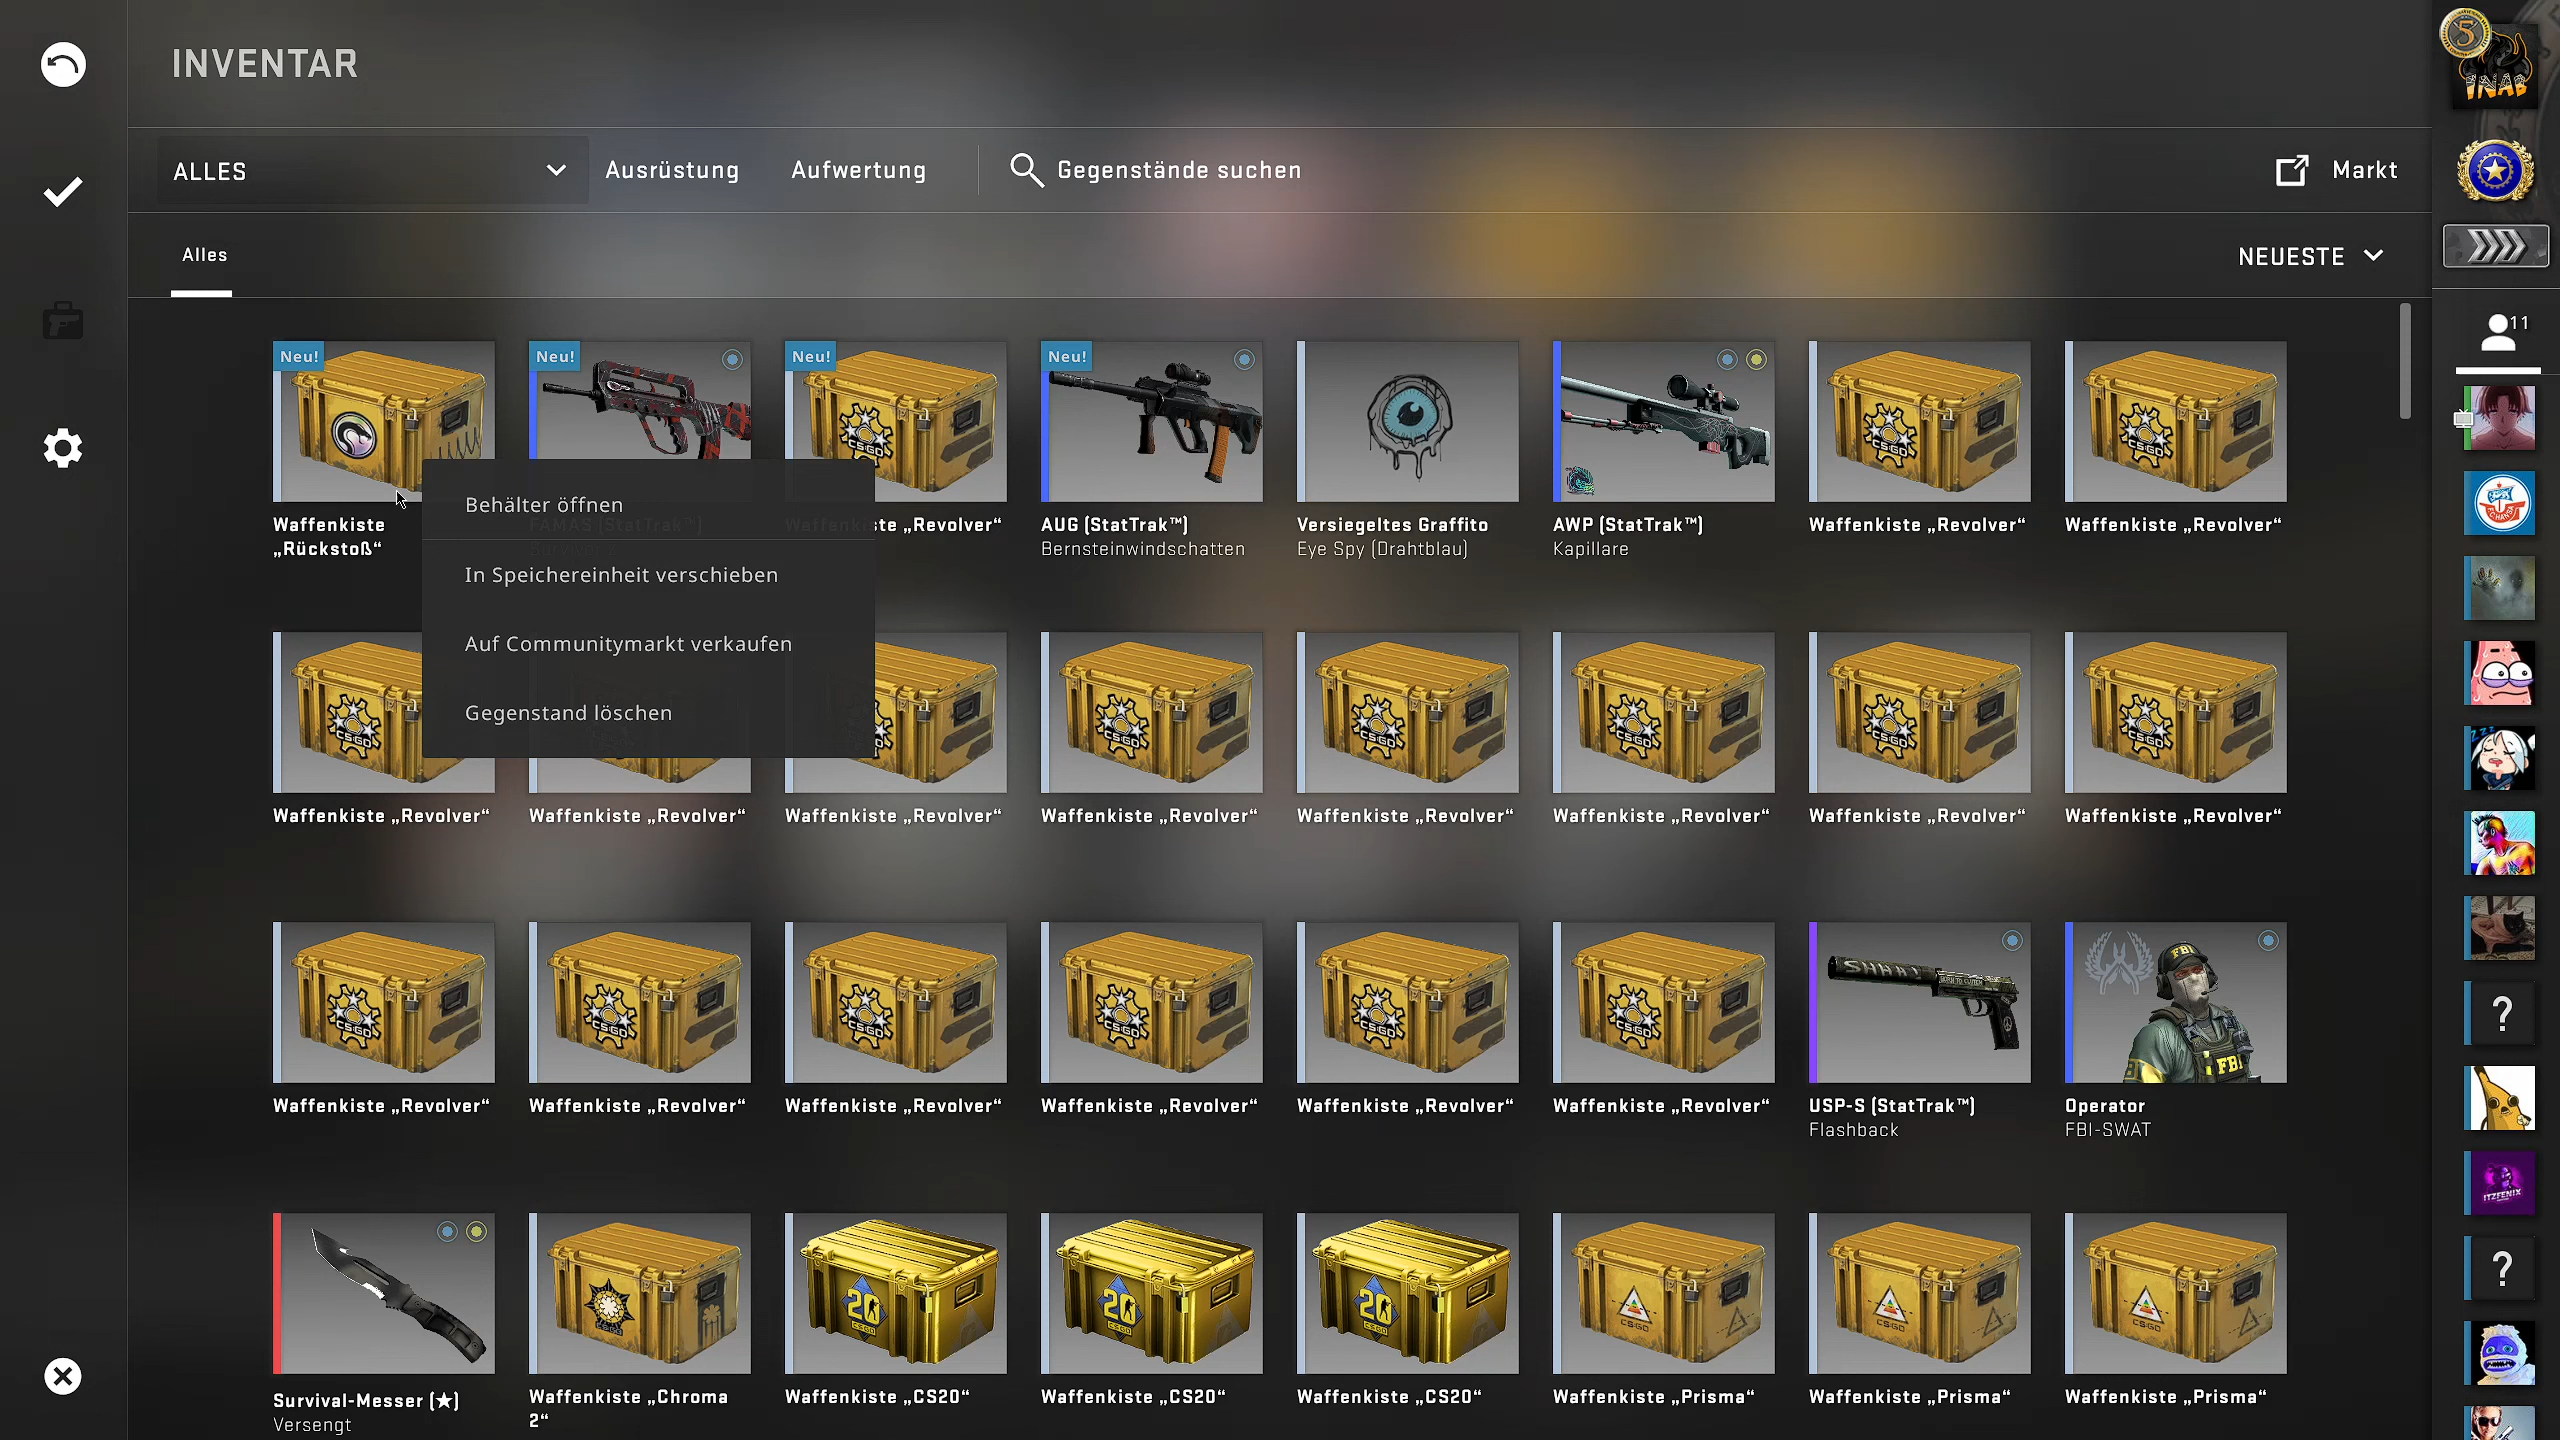 INVENTAR
ALLES
Ausrüstung
Aufwertung
Gegenstände suchen
Markt
Alles
NEUESTE
11
Neu!
Neu!
Neu!
Neu!
Waffenkiste
„Rückstoß“
FAMAS (StatTrak™)
Waffenkiste „Revolver“
AUG (StatTrak™)
Bernsteinwindschatten
Versiegeltes Graffito
Eye Spy (Drahtblau)
AWP (StatTrak™)
Kapillare
Waffenkiste „Revolver“
Waffenkiste „Revolver“
Behälter öffnen
In Speichereinheit verschieben
Auf Communitymarkt verkaufen
Gegenstand löschen
Waffenkiste „Revolver“
Waffenkiste „Revolver“
Waffenkiste „Revolver“
Waffenkiste „Revolver“
Waffenkiste „Revolver“
Waffenkiste „Revolver“
Waffenkiste „Revolver“
Waffenkiste „Revolver“
Waffenkiste „Revolver“
Waffenkiste „Revolver“
Waffenkiste „Revolver“
Waffenkiste „Revolver“
Waffenkiste „Revolver“
Waffenkiste „Revolver“
USP-S (StatTrak™)
Flashback
Operator
FBI-SWAT
Survival-Messer (★)
Versengt
Waffenkiste „Chroma
2“
Waffenkiste „CS20“
Waffenkiste „CS20“
Waffenkiste „CS20“
Waffenkiste „Prisma“
Waffenkiste „Prisma“
Waffenkiste „Prisma“